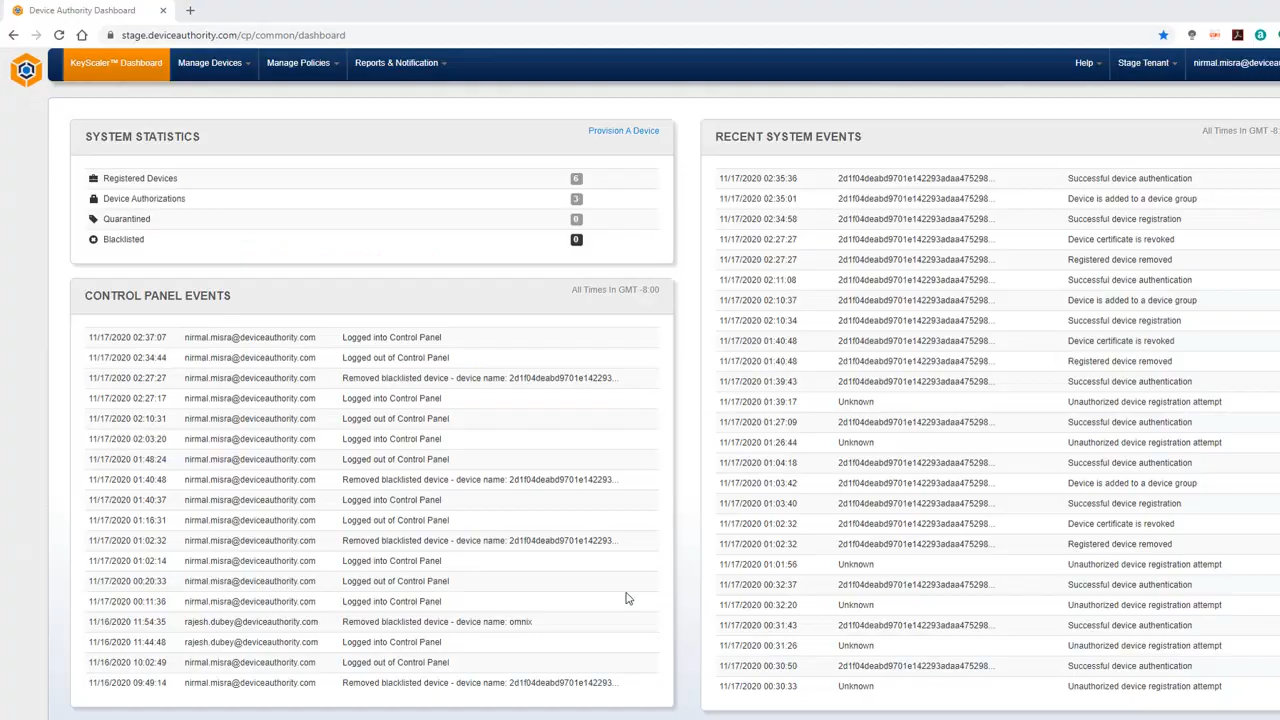 Device Authority Dashboard
stage.deviceauthority.com/cp/common/dashboard
KeyScaler™ Dashboard
Manage Devices
Manage Policies
Reports & Notification
Help
Stage Tenant
nirmal.misra@deviceau
SYSTEM STATISTICS
Provision A Device
Registered Devices 6
Device Authorizations 3
Quarantined 0
Blacklisted 0
CONTROL PANEL EVENTS
All Times In GMT -8:00
11/17/2020 02:37:07 nirmal.misra@deviceauthority.com Logged into Control Panel
11/17/2020 02:34:44 nirmal.misra@deviceauthority.com Logged out of Control Panel
11/17/2020 02:27:27 nirmal.misra@deviceauthority.com Removed blacklisted device - device name: 2d1f04deabd9701e142293...
11/17/2020 02:27:17 nirmal.misra@deviceauthority.com Logged into Control Panel
11/17/2020 02:10:31 nirmal.misra@deviceauthority.com Logged out of Control Panel
11/17/2020 02:03:20 nirmal.misra@deviceauthority.com Logged into Control Panel
11/17/2020 01:48:24 nirmal.misra@deviceauthority.com Logged out of Control Panel
11/17/2020 01:40:48 nirmal.misra@deviceauthority.com Removed blacklisted device - device name: 2d1f04deabd9701e142293...
11/17/2020 01:40:37 nirmal.misra@deviceauthority.com Logged into Control Panel
11/17/2020 01:16:31 nirmal.misra@deviceauthority.com Logged out of Control Panel
11/17/2020 01:02:32 nirmal.misra@deviceauthority.com Removed blacklisted device - device name: 2d1f04deabd9701e142293...
11/17/2020 01:02:14 nirmal.misra@deviceauthority.com Logged into Control Panel
11/17/2020 00:20:33 nirmal.misra@deviceauthority.com Logged out of Control Panel
11/17/2020 00:11:36 nirmal.misra@deviceauthority.com Logged into Control Panel
11/16/2020 11:54:35 rajesh.dubey@deviceauthority.com Removed blacklisted device - device name: omnix
11/16/2020 11:44:48 rajesh.dubey@deviceauthority.com Logged into Control Panel
11/16/2020 10:02:49 nirmal.misra@deviceauthority.com Logged out of Control Panel
11/16/2020 09:49:14 nirmal.misra@deviceauthority.com Removed blacklisted device - device name: 2d1f04deabd9701e142293...
RECENT SYSTEM EVENTS
All Times In GMT -8:
11/17/2020 02:35:36 2d1f04deabd9701e142293adaa475298... Successful device authentication
11/17/2020 02:35:01 2d1f04deabd9701e142293adaa475298... Device is added to a device group
11/17/2020 02:34:58 2d1f04deabd9701e142293adaa475298... Successful device registration
11/17/2020 02:27:27 2d1f04deabd9701e142293adaa475298... Device certificate is revoked
11/17/2020 02:27:27 2d1f04deabd9701e142293adaa475298... Registered device removed
11/17/2020 02:11:08 2d1f04deabd9701e142293adaa475298... Successful device authentication
11/17/2020 02:10:37 2d1f04deabd9701e142293adaa475298... Device is added to a device group
11/17/2020 02:10:34 2d1f04deabd9701e142293adaa475298... Successful device registration
11/17/2020 01:40:48 2d1f04deabd9701e142293adaa475298... Device certificate is revoked
11/17/2020 01:40:48 2d1f04deabd9701e142293adaa475298... Registered device removed
11/17/2020 01:39:43 2d1f04deabd9701e142293adaa475298... Successful device authentication
11/17/2020 01:39:17 Unknown Unauthorized device registration attempt
11/17/2020 01:27:09 2d1f04deabd9701e142293adaa475298... Successful device authentication
11/17/2020 01:26:44 Unknown Unauthorized device registration attempt
11/17/2020 01:04:18 2d1f04deabd9701e142293adaa475298... Successful device authentication
11/17/2020 01:03:42 2d1f04deabd9701e142293adaa475298... Device is added to a device group
11/17/2020 01:03:40 2d1f04deabd9701e142293adaa475298... Successful device registration
11/17/2020 01:02:32 2d1f04deabd9701e142293adaa475298... Device certificate is revoked
11/17/2020 01:02:32 2d1f04deabd9701e142293adaa475298... Registered device removed
11/17/2020 01:01:56 Unknown Unauthorized device registration attempt
11/17/2020 00:32:37 2d1f04deabd9701e142293adaa475298... Successful device authentication
11/17/2020 00:32:20 Unknown Unauthorized device registration attempt
11/17/2020 00:31:43 2d1f04deabd9701e142293adaa475298... Successful device authentication
11/17/2020 00:31:26 Unknown Unauthorized device registration attempt
11/17/2020 00:30:50 2d1f04deabd9701e142293adaa475298... Successful device authentication
11/17/2020 00:30:33 Unknown Unauthorized device registration attempt